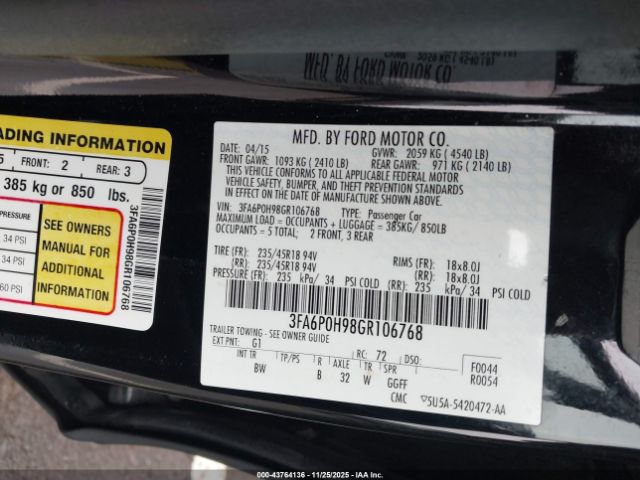 ADING INFORMATION
5 FRONT: 2 REAR: 3
385 kg or 850 lbs.
PRESSURE
34 PSI
34 PSI
60 PSI
SEE OWNERS
MANUAL FOR
ADDITIONAL
INFORMATION
3FA6P0H98GR106768
MFD. BY FORD MOTOR CO.
DATE: 04/15 GVWR: 2059 KG ( 4540 LB)
FRONT GAWR: 1093 KG ( 2410 LB) REAR GAWR: 971 KG ( 2140 LB)
THIS VEHICLE CONFORMS TO ALL APPLICABLE FEDERAL MOTOR
VEHICLE SAFETY, BUMPER, AND THEFT PREVENTION STANDARDS
IN EFFECT ON THE DATE OF MANUFACTURE SHOWN ABOVE.
VIN: 3FA6P0H98GR106768 TYPE: Passenger Car
MAXIMUM LOAD = OCCUPANTS + LUGGAGE = 385KG/ 850LB
OCCUPANTS = 5 TOTAL; 2 FRONT, 3 REAR
TIRE (FR): 235/45R18 94V RIMS (FR): 18x8.0J
(RR): 235/45R18 94V (RR): 18x8.0J
PRESSURE (FR): 235 kPa/ 34 PSI COLD (RR): 235 kPa/ 34 PSI COLD
3FA6P0H98GR106768
TRAILER TOWING - SEE OWNER GUIDE
EXT PNT: G1 RC: 72 DSO: F0044
INT TR TP/PS R AXLE TR SPR R0054
BW B 32 W GGFF
CMC SU5A-5420472-AA
000-43764136 - 11/25/2025 - IAAI.COM